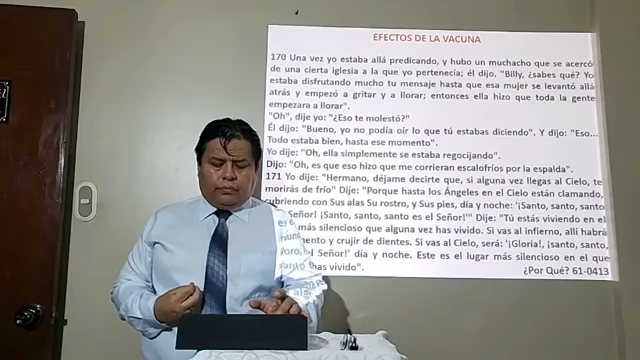 EFECTOS DE LA VACUNA
170 Una vez yo estaba allá predicando, y hubo un muchacho que se acercó
de una cierta iglesia a la que yo pertenecía; él dijo. "Billy, ¿sabes qué? Yo
estaba disfrutando mucho tu mensaje hasta que esa mujer se levantó allá
atrás y empezó a gritar y a llorar; entonces ella hizo que toda la gente
empezara a llorar".
"Oh", dije yo: "¿Eso te molestó?"
Él dijo: "Bueno, yo no podía oír lo que tú estabas diciendo". Y dijo: "Eso...
Todo estaba bien, hasta ese momento".
Yo dije: "Oh, ella simplemente se estaba regocijando".
Dijo: "Oh, es que eso hizo que me corrieran escalofríos por la espalda".
171 Yo dije: "Hermano, déjame decirte que, si alguna vez llegas al Cielo, te
morirás de frío" Dije: "Porque hasta los Ángeles en el Cielo están clamando,
cubriendo con Sus alas Su rostro, y Sus pies, día y noche: '¡Santo, santo, santo
Señor! ¡Santo, santo, santo es el Señor!'" Dije: "Tú estás viviendo en el
más silencioso que alguna vez has vivido. Si vas al infierno, allí habrá
y crujir de dientes. Si vas al Cielo, será: '¡Gloria!, ¡santo, santo,
Señor!' día y noche. Este es el lugar más silencioso en el que
has vivido".
¿Por Qué? 61-0413